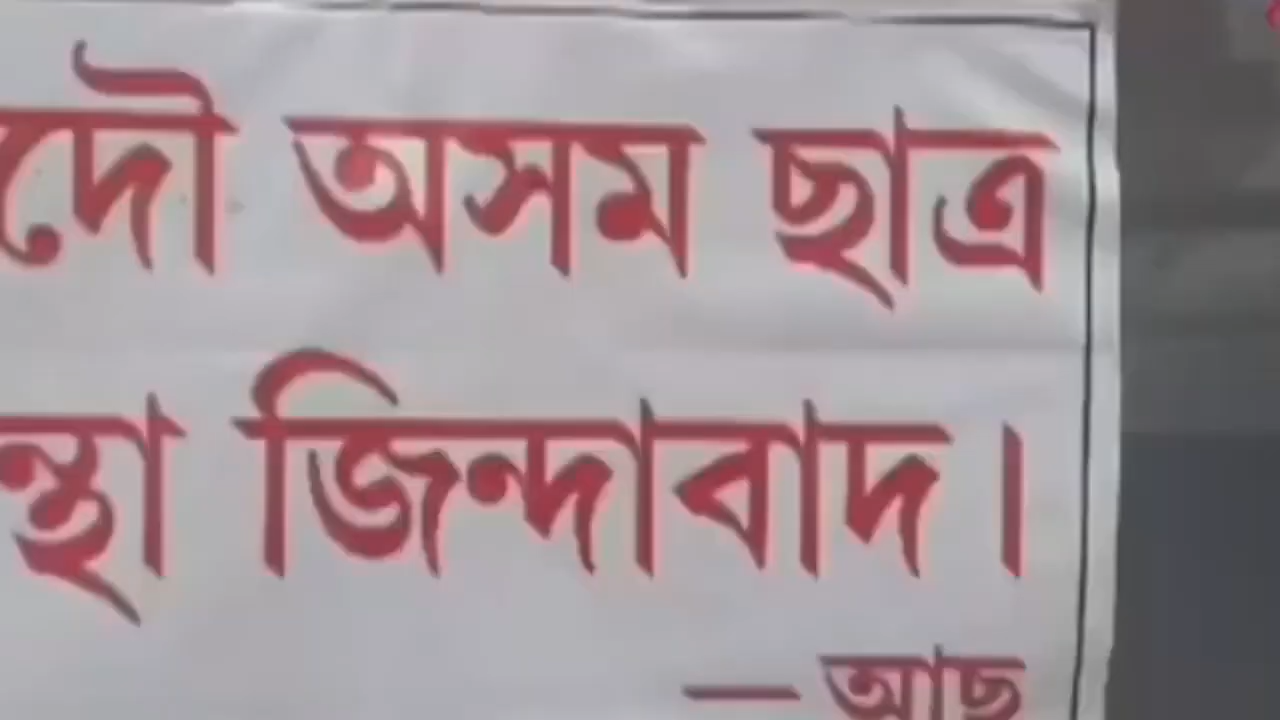 দৌ অসম ছাত্ৰ
ন্থা জিন্দাবাদ।
— আছ